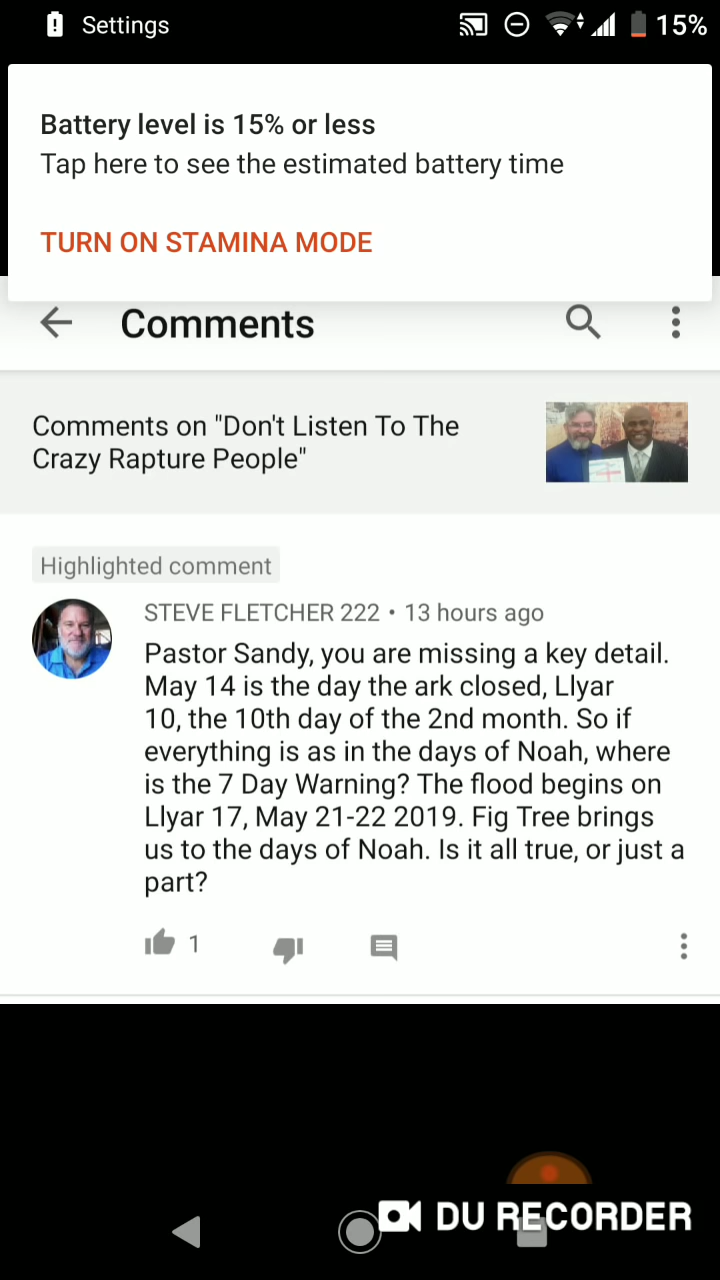 Settings
15%
Battery level is 15% or less
Tap here to see the estimated battery time
TURN ON STAMINA MODE
Comments
Comments on "Don't Listen To The
Crazy Rapture People"
Highlighted comment
STEVE FLETCHER 222 • 13 hours ago
Pastor Sandy, you are missing a key detail.
May 14 is the day the ark closed, Llyar
10, the 10th day of the 2nd month. So if
everything is as in the days of Noah, where
is the 7 Day Warning? The flood begins on
Llyar 17, May 21-22 2019. Fig Tree brings
us to the days of Noah. Is it all true, or just a
part?
1
DU RECORDER